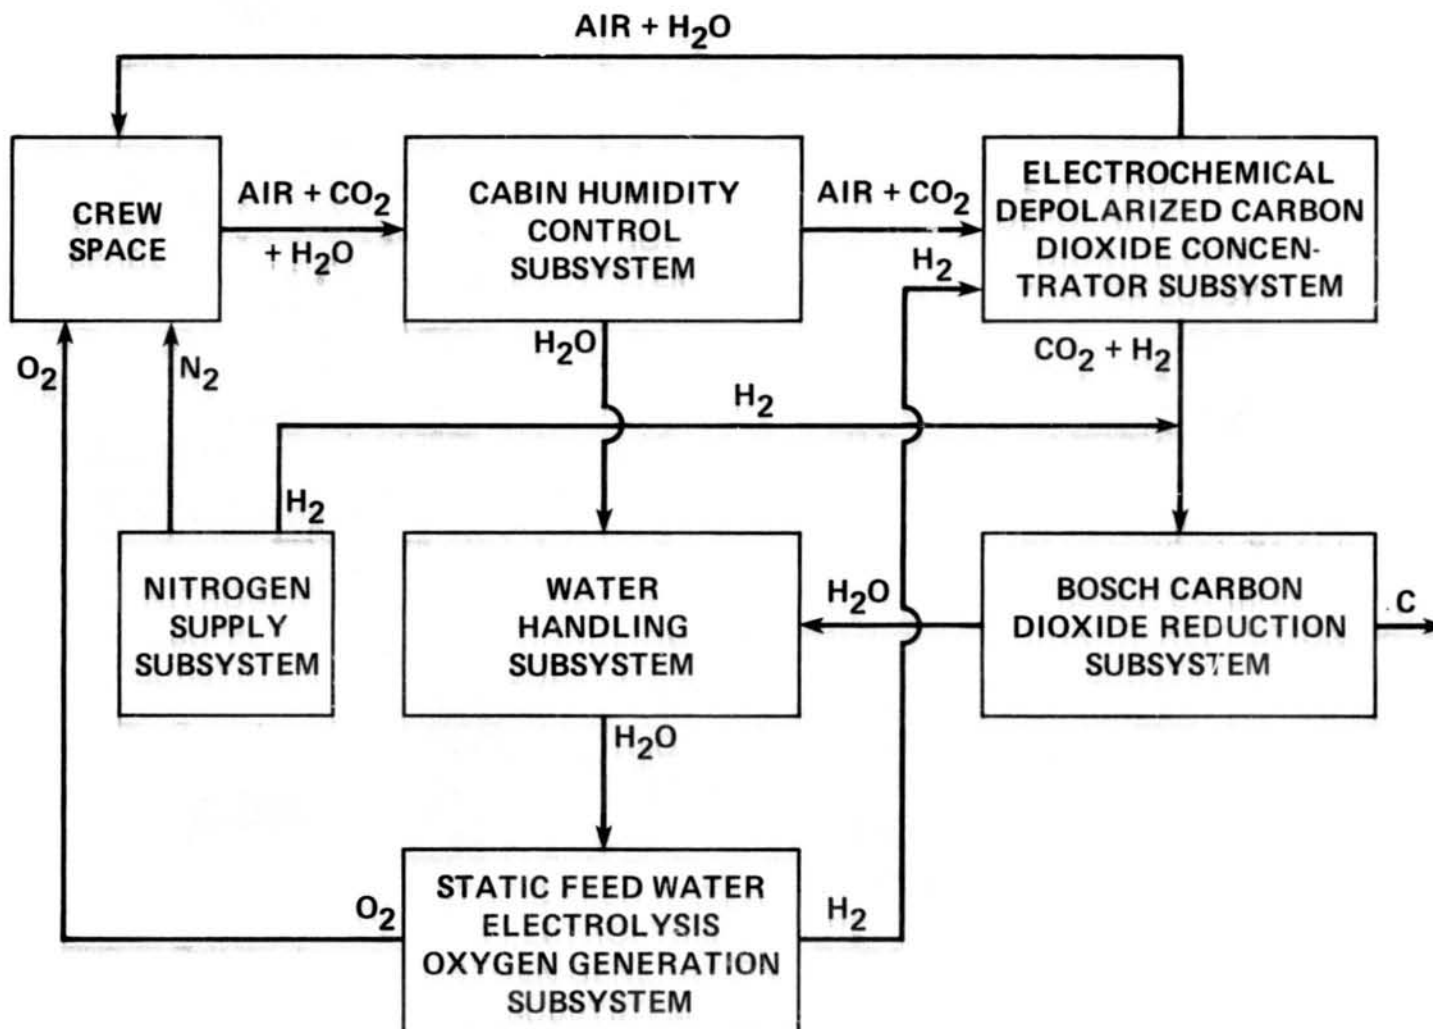 AIR + H2O
CREW
SPACE
AIR + CO2
+ H2O
CABIN HUMIDITY
CONTROL
SUBSYSTEM
AIR + CO2
H2
ELECTROCHEMICAL
DEPOLARIZED CARBON
DIOXIDE CONCEN-
TRATOR SUBSYSTEM
O2
N2
H2O
CO2 + H2
H2
H2
NITROGEN
SUPPLY
SUBSYSTEM
WATER
HANDLING
SUBSYSTEM
H2O
BOSCH CARBON
DIOXIDE REDUCTION
SUBSYSTEM
C
H2O
O2
STATIC FEED WATER
ELECTROLYSIS
OXYGEN GENERATION
SUBSYSTEM
H2